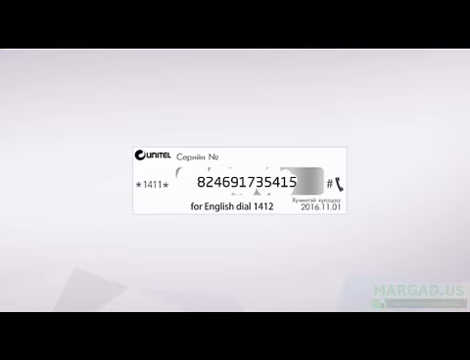 UNITEL Серийн №
*1411* 824691735415 #
Хүчинтэй хугацаа
for English dial 1412 2016.11.01
MARGAD.US